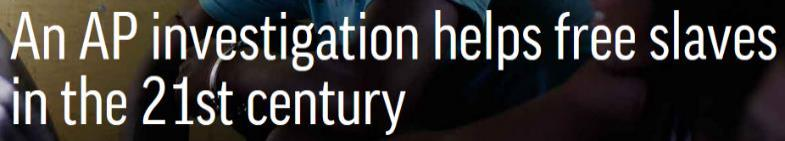 An AP investigation helps free slaves
in the 21st century